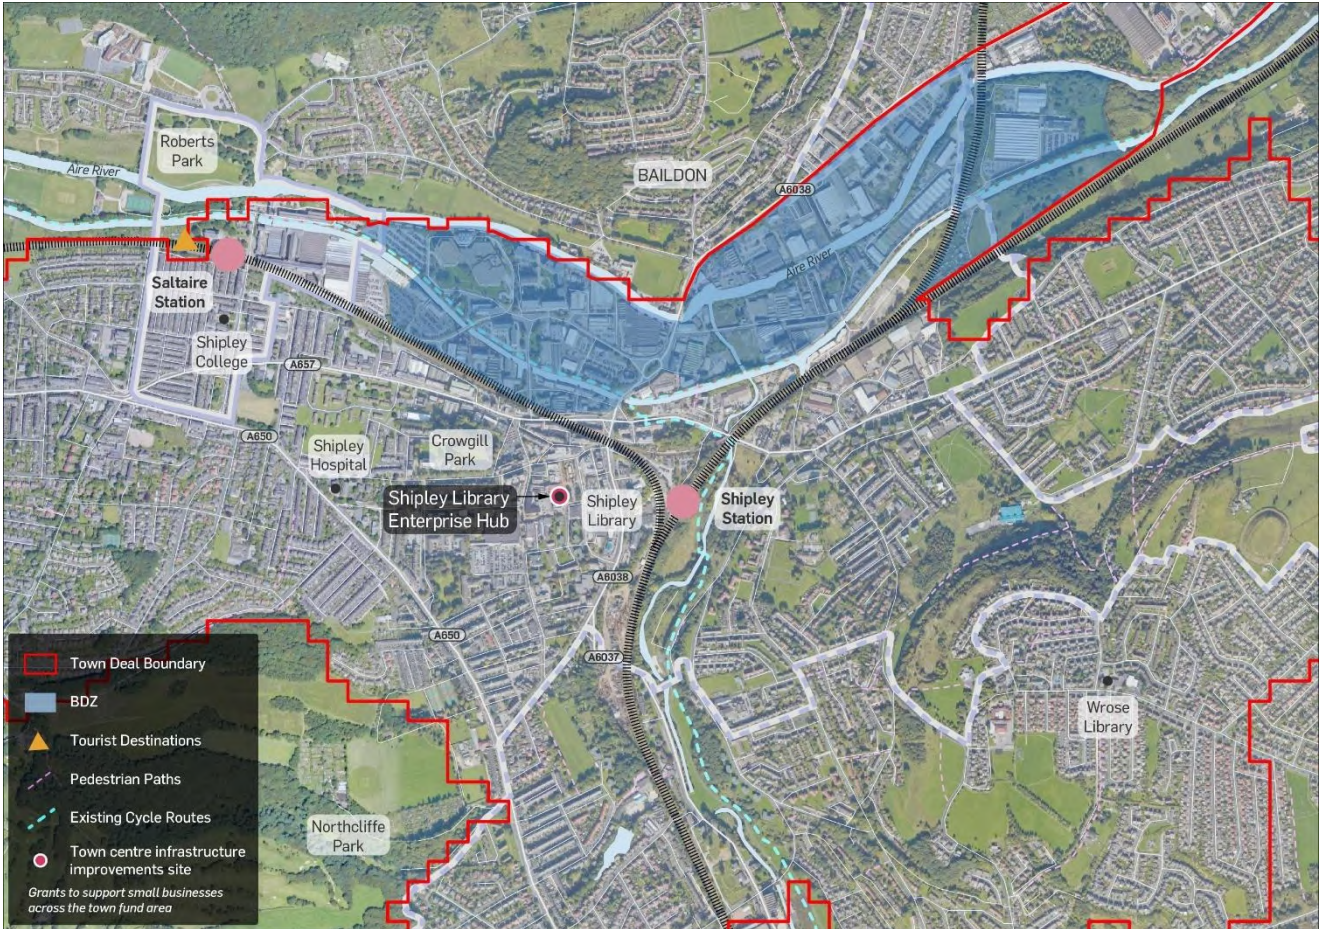 Roberts
Park
Aire River
BAILDON
A6038
Aire River
Saltaire
Station
Shipley
College
A657
A650
Shipley
Hospital
Crowgill
Park
Shipley Library
Enterprise Hub
Shipley
Library
Shipley
Station
A6038
A650
A6037
Wrose
Library
Northcliffe
Park
Town Deal Boundary
BDZ
Tourist Destinations
Pedestrian Paths
Existing Cycle Routes
Town centre infrastructure
improvements site
Grants to support small businesses
across the town fund area